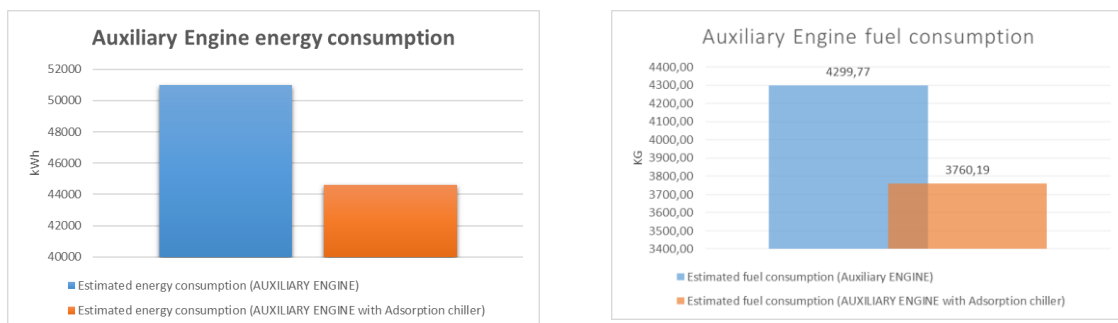 Auxiliary Engine energy consumption
52000
50000
48000
46000
44000
42000
40000
kWh
Estimated energy consumption (AUXILIARY ENGINE)
Estimated energy consumption (AUXILIARY ENGINE with Adsorption chiller)
Auxiliary Engine fuel consumption
4400,00
4300,00
4200,00
4100,00
4000,00
3900,00
3800,00
3700,00
3600,00
3500,00
3400,00
KG
4299,77
3760,19
Estimated fuel consumption (Auxiliary ENGINE)
Estimated fuel consumption (AUXILIARY ENGINE with Adsorption chiller)